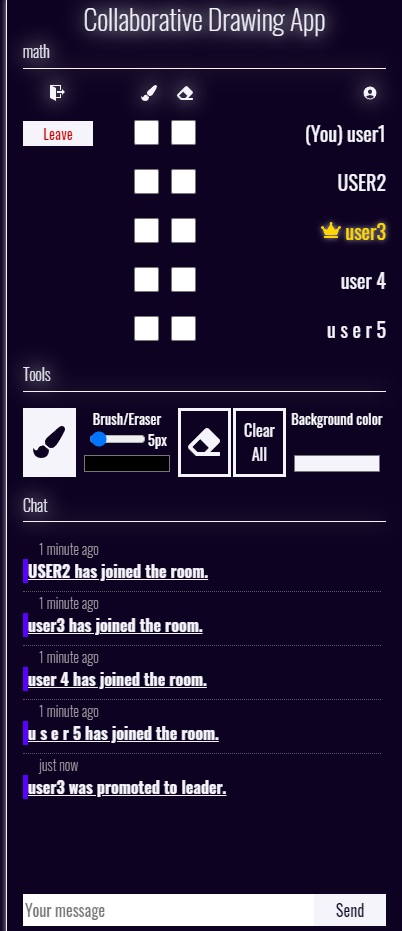 Collaborative Drawing App
math
Leave
(You) user1
USER2
user3
user 4
u s e r 5
Tools
Brush/Eraser
5px
Clear
All
Background color
Chat
1 minute ago
USER2 has joined the room.
1 minute ago
user3 has joined the room.
1 minute ago
user 4 has joined the room.
1 minute ago
u s e r 5 has joined the room.
just now
user3 was promoted to leader.
Your message
Send